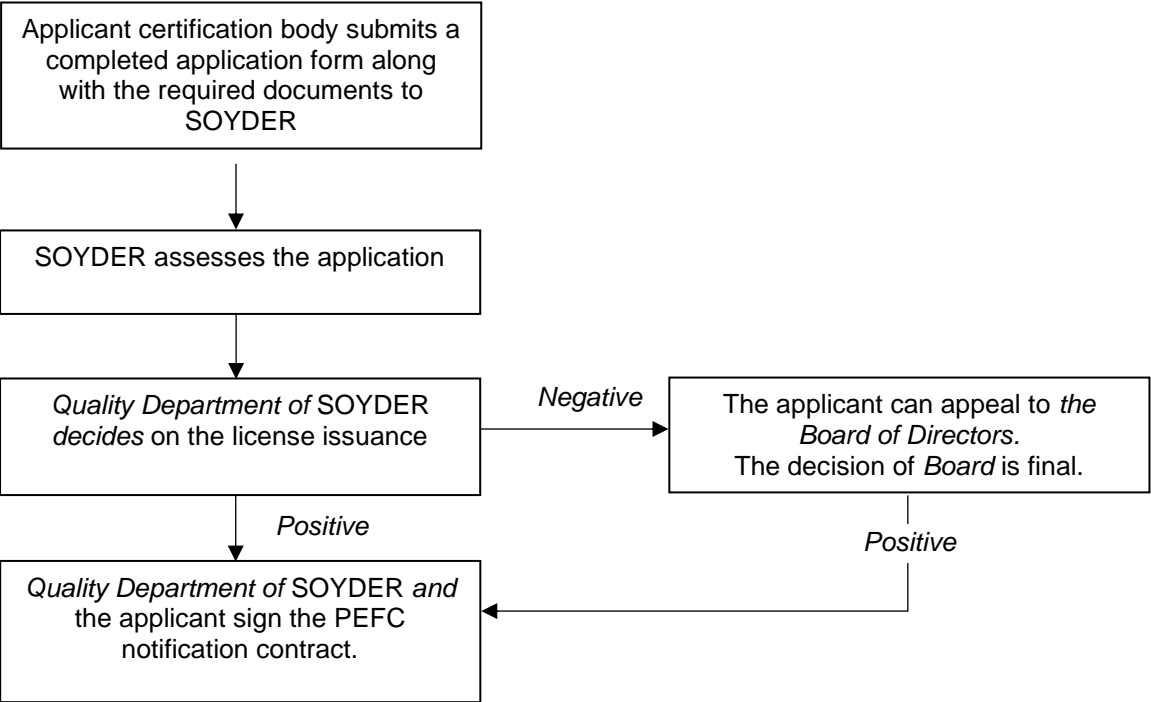 Applicant certification body submits a
completed application form along
with the required documents to
SOYDER
SOYDER assesses the application
Quality Department of SOYDER
decides on the license issuance
Negative
The applicant can appeal to the
Board of Directors.
The decision of Board is final.
Positive
Positive
Quality Department of SOYDER and
the applicant sign the PEFC
notification contract.